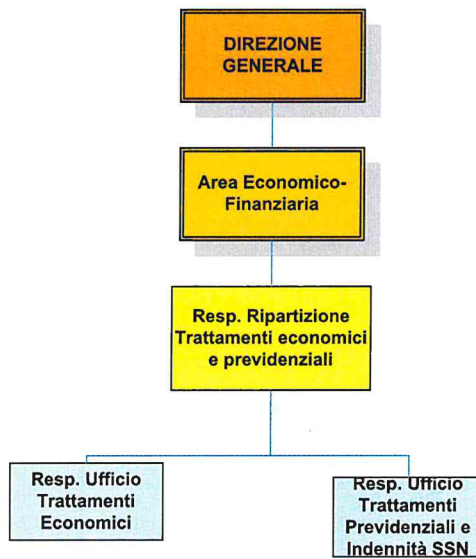 DIREZIONE
GENERALE
Area Economico-
Finanziaria
Resp. Ripartizione
Trattamenti economici
e previdenziali
Resp. Ufficio
Trattamenti
Economici
Resp. Ufficio
Trattamenti
Previdenziali e
Indennità SSN